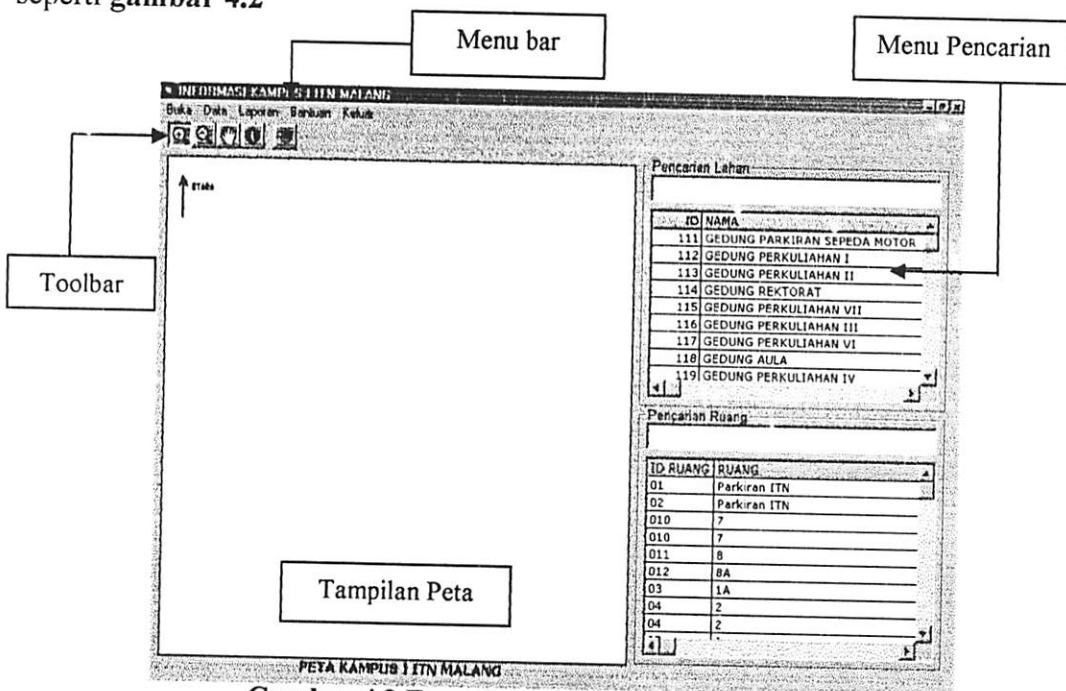 seperti gambar 4.2
Menu bar
Menu Pencarian
INFORMASI KAMPUS I ITN MALANG
Buka Data Laporan Bantuan Keluar
Toolbar
UTARA
Pencarian Lahan
ID NAMA
111 GEDUNG PARKIRAN SEPEDA MOTOR
112 GEDUNG PERKULIAHAN I
113 GEDUNG PERKULIAHAN II
114 GEDUNG REKTORAT
115 GEDUNG PERKULIAHAN VII
116 GEDUNG PERKULIAHAN III
117 GEDUNG PERKULIAHAN VI
118 GEDUNG AULA
119 GEDUNG PERKULIAHAN IV
Pencarian Ruang
ID RUANG RUANG
01 Parkiran ITN
02 Parkiran ITN
010 7
010 7
011 8
012 8A
03 1A
04 2
04 2
Tampilan Peta
PETA KAMPUS I ITN MALANG